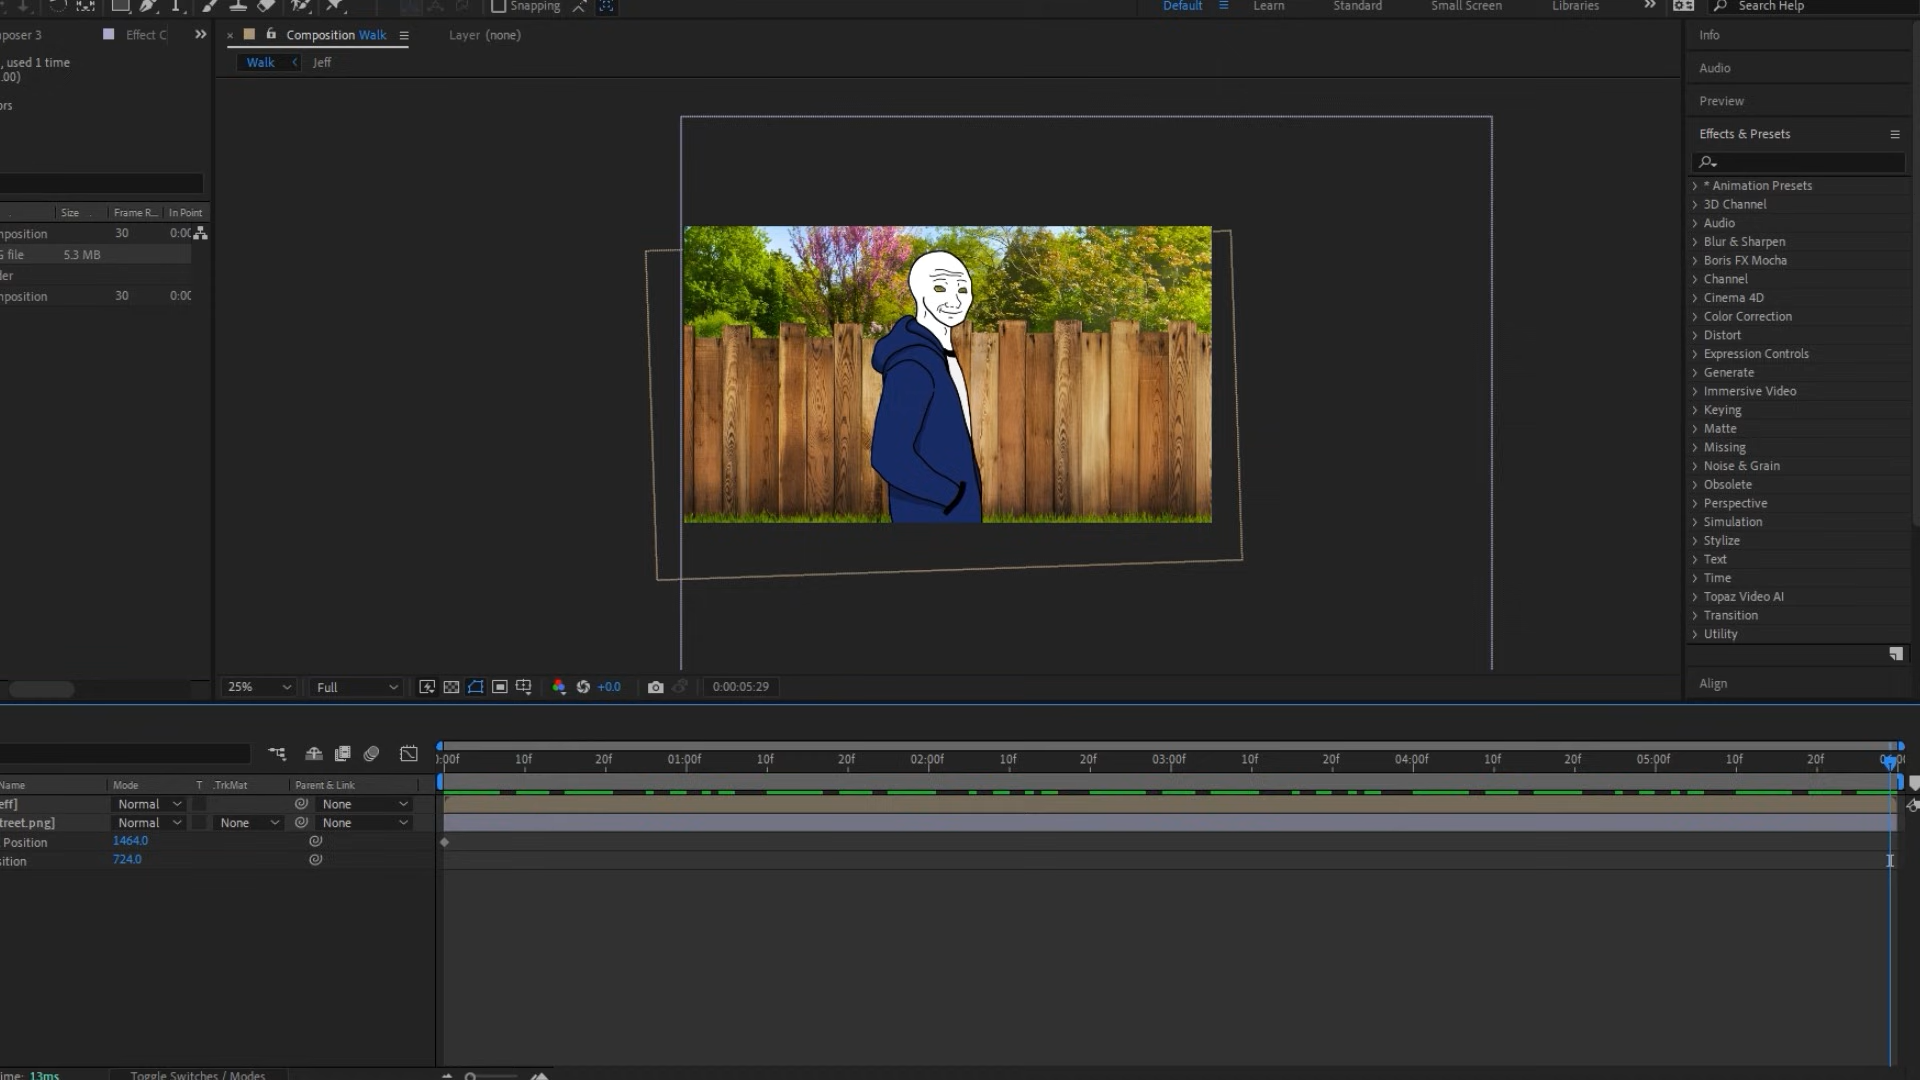 Snapping
Default
Learn
Standard
Small Screen
Libraries
Search Help
poser 3
Effect C
Composition Walk
Layer (none)
, used 1 time
.00)
ors
Walk
Jeff
Size
Frame R...
In Point
mposition
30
0:00
G file
5.3 MB
der
mposition
30
0:00
Info
Audio
Preview
Effects & Presets
* Animation Presets
3D Channel
Audio
Blur & Sharpen
Boris FX Mocha
Channel
Cinema 4D
Color Correction
Distort
Expression Controls
Generate
Immersive Video
Keying
Matte
Missing
Noise & Grain
Obsolete
Perspective
Simulation
Stylize
Text
Time
Topaz Video AI
Transition
Utility
Align
25%
Full
+0.0
0:00:05:29
:00f
10f
20f
01:00f
10f
20f
02:00f
10f
20f
03:00f
10f
20f
04:00f
10f
20f
05:00f
10f
20f
Name
Mode
T
.TrkMat
Parent & Link
eff]
Normal
None
treet.png]
Normal
None
None
Position
1464.0
sition
724.0
ime: 13ms
Toggle Switches / Modes